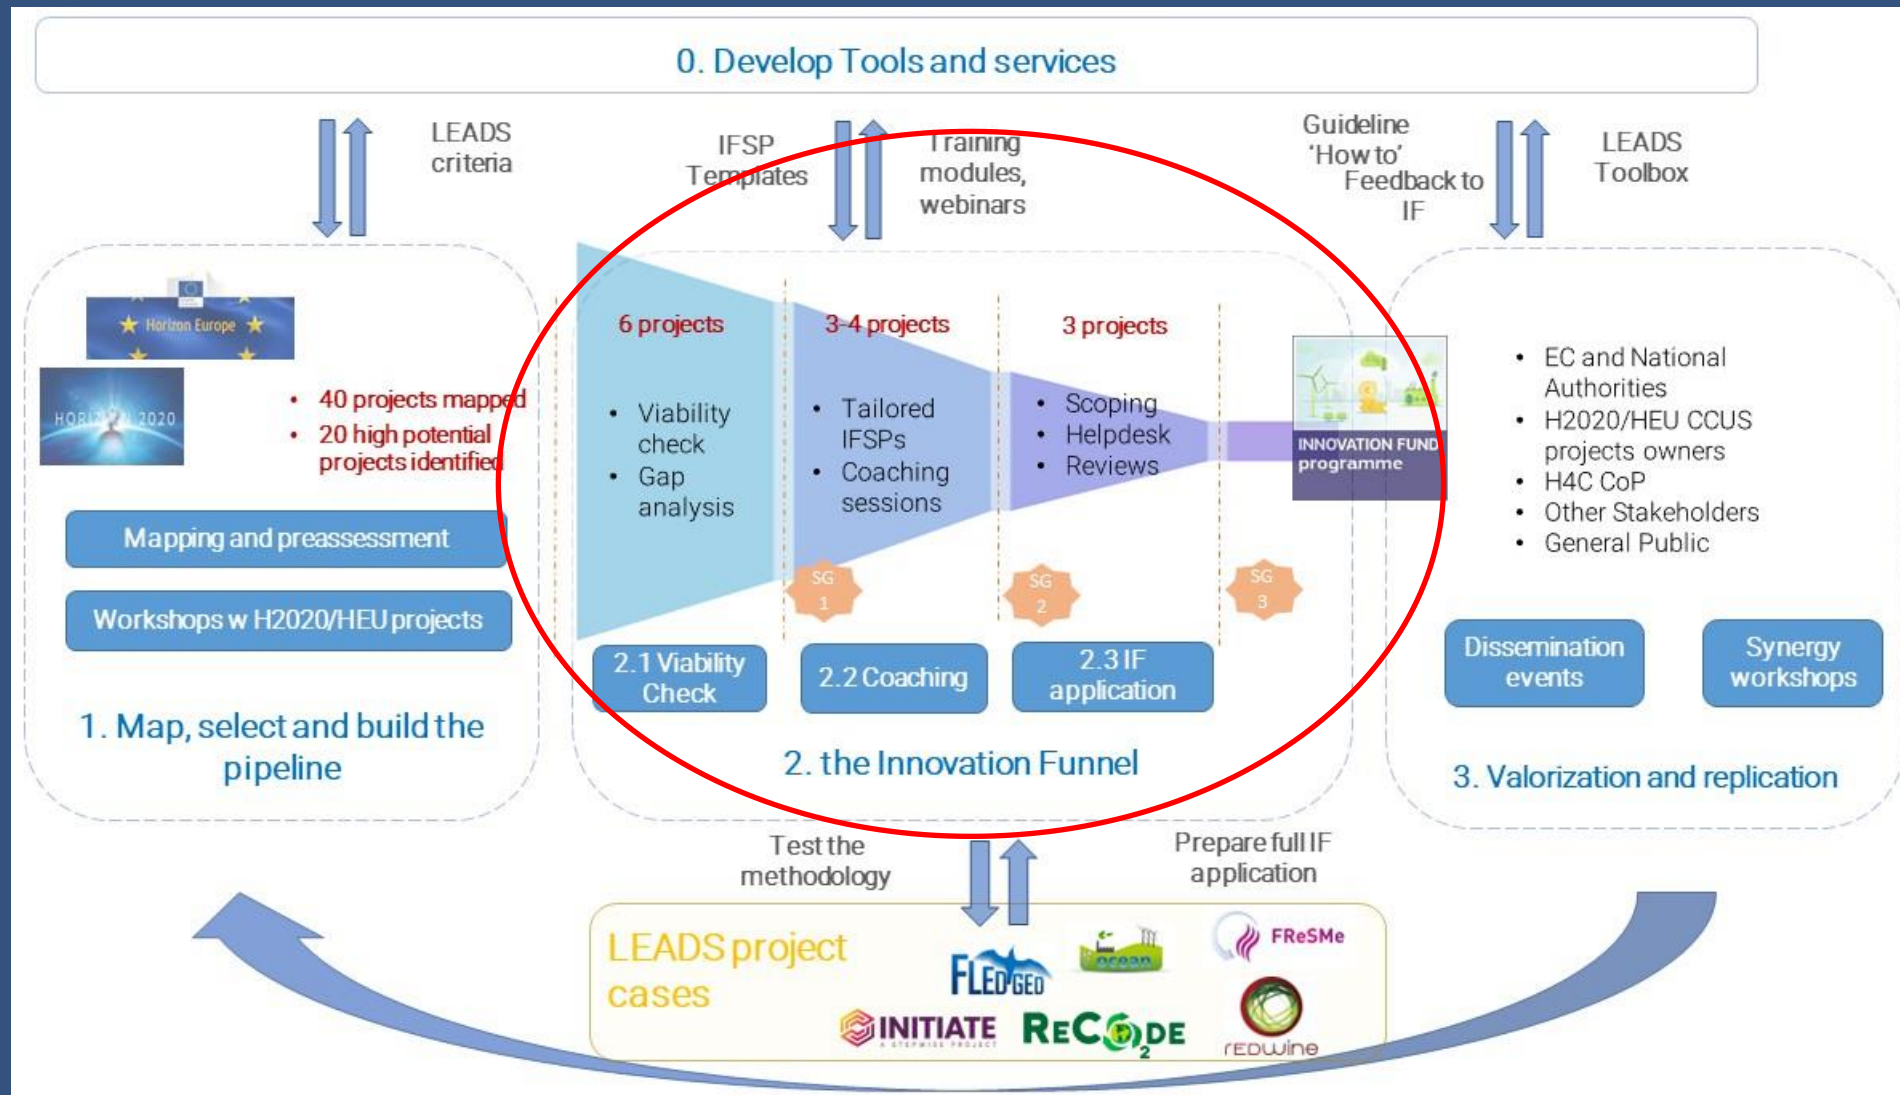 0. Develop Tools and services
LEADS
criteria
IFSP
Templates
Training
modules,
webinars
Guideline
'How to'
Feedback to
IF
LEADS
Toolbox
Horizon Europe
HORIZON 2020
• 40 projects mapped
• 20 high potential
projects identified
Mapping and preassessment
Workshops w H2020/HEU projects
1. Map, select and build the
pipeline
6 projects
• Viability
check
• Gap
analysis
3-4 projects
• Tailored
IFSPs
• Coaching
sessions
3 projects
• Scoping
• Helpdesk
• Reviews
INNOVATION FUND
programme
SG
1
SG
2
SG
3
2.1 Viability
Check
2.2 Coaching
2.3 IF
application
2. the Innovation Funnel
• EC and National
Authorities
• H2020/HEU CCUS
projects owners
• H4C CoP
• Other Stakeholders
• General Public
Dissemination
events
Synergy
workshops
3. Valorization and replication
Test the
methodology
Prepare full IF
application
LEADS project
cases
FLEDGED
ocean
FReSMe
INITIATE
A STEPWISE PROJECT
ReCO2DE
REDWine